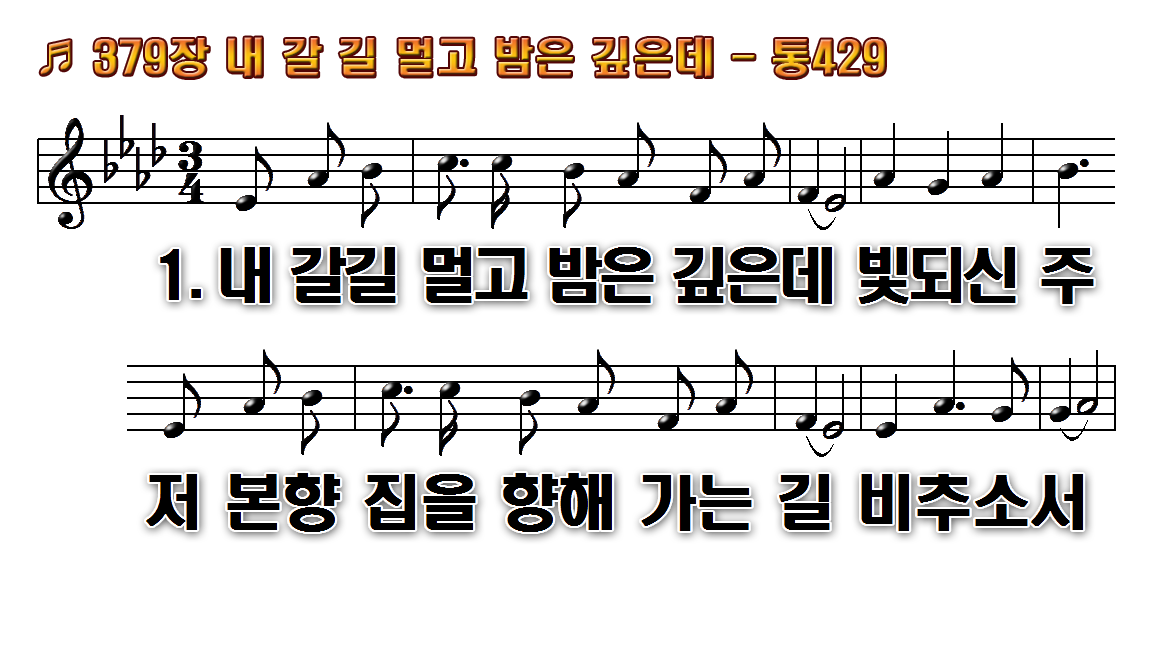 ♬ 379장 내 갈 길 멀고 밤은 깊은데 - 통429
3
4
1. 내 갈길 멀고 밤은 깊은데 빛되신 주
저 본향 집을 향해 가는 길 비추소서